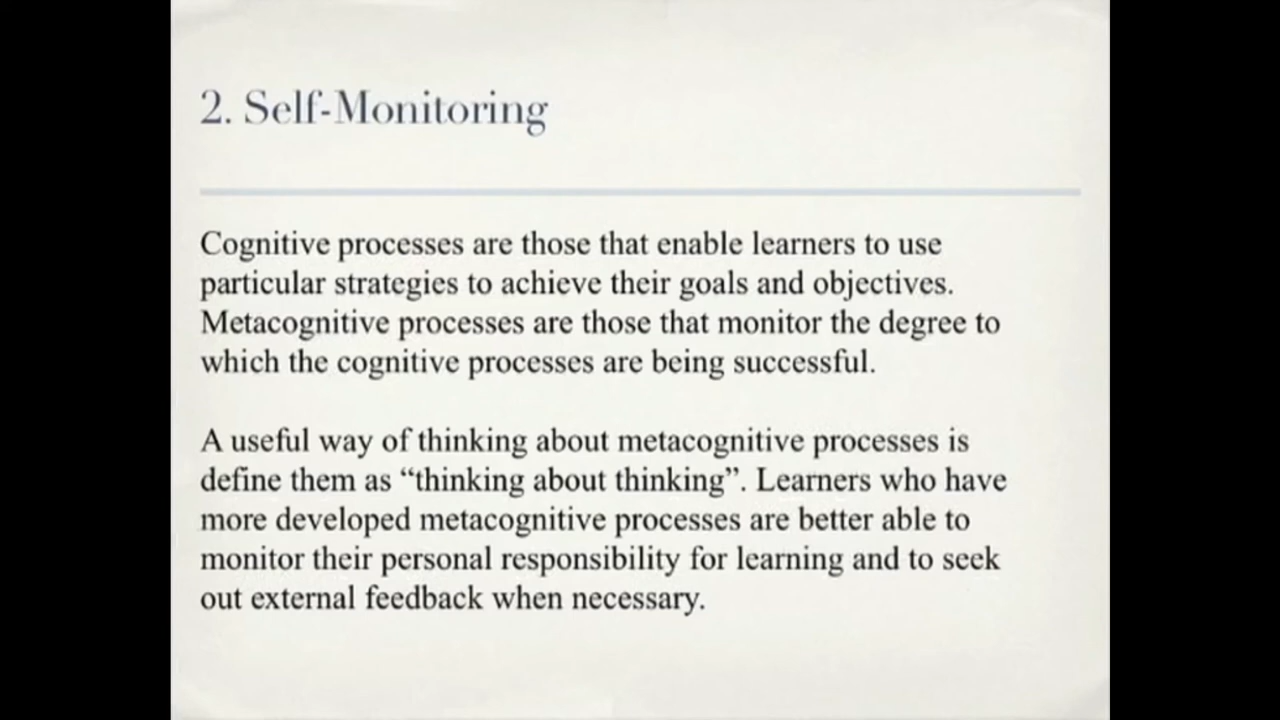 2. Self-Monitoring
Cognitive processes are those that enable learners to use
particular strategies to achieve their goals and objectives.
Metacognitive processes are those that monitor the degree to
which the cognitive processes are being successful.
A useful way of thinking about metacognitive processes is
define them as “thinking about thinking”. Learners who have
more developed metacognitive processes are better able to
monitor their personal responsibility for learning and to seek
out external feedback when necessary.